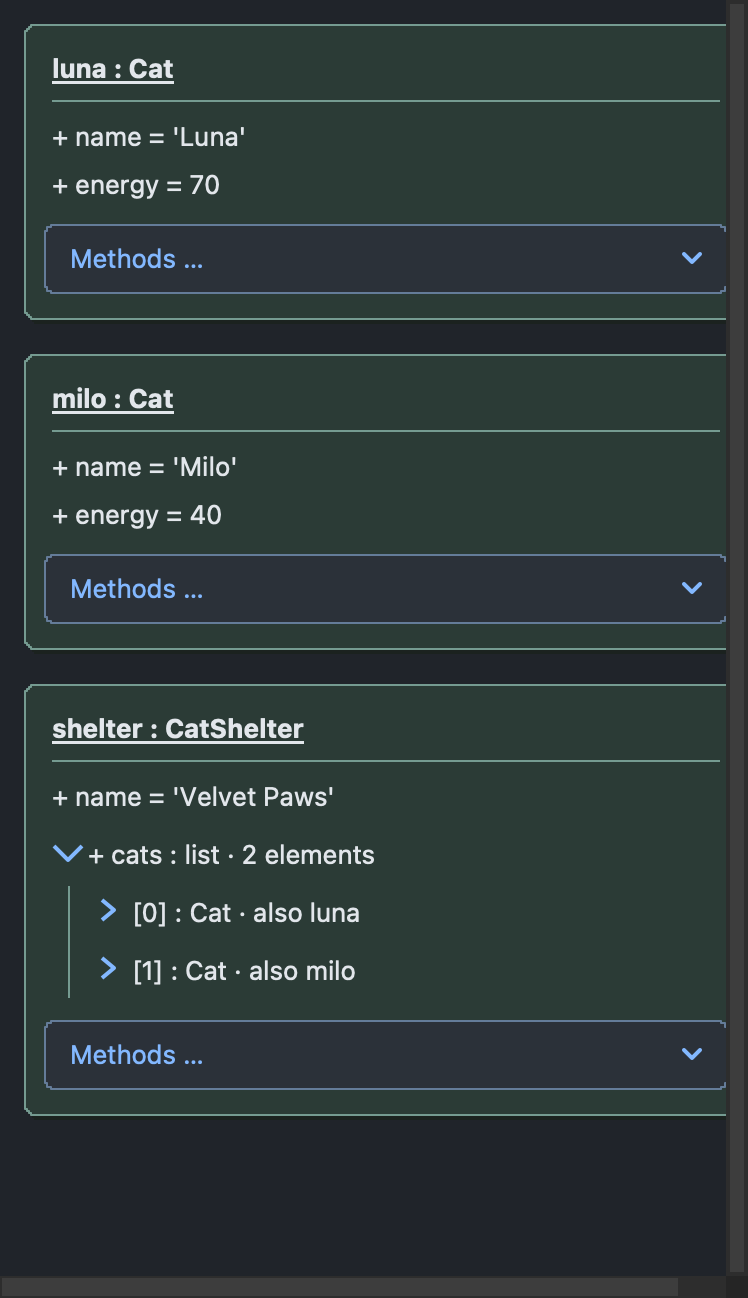 luna : Cat
+ name = 'Luna'
+ energy = 70
Methods ...
milo : Cat
+ name = 'Milo'
+ energy = 40
Methods ...
shelter : CatShelter
+ name = 'Velvet Paws'
+ cats : list · 2 elements
[0] : Cat · also luna
[1] : Cat · also milo
Methods ...